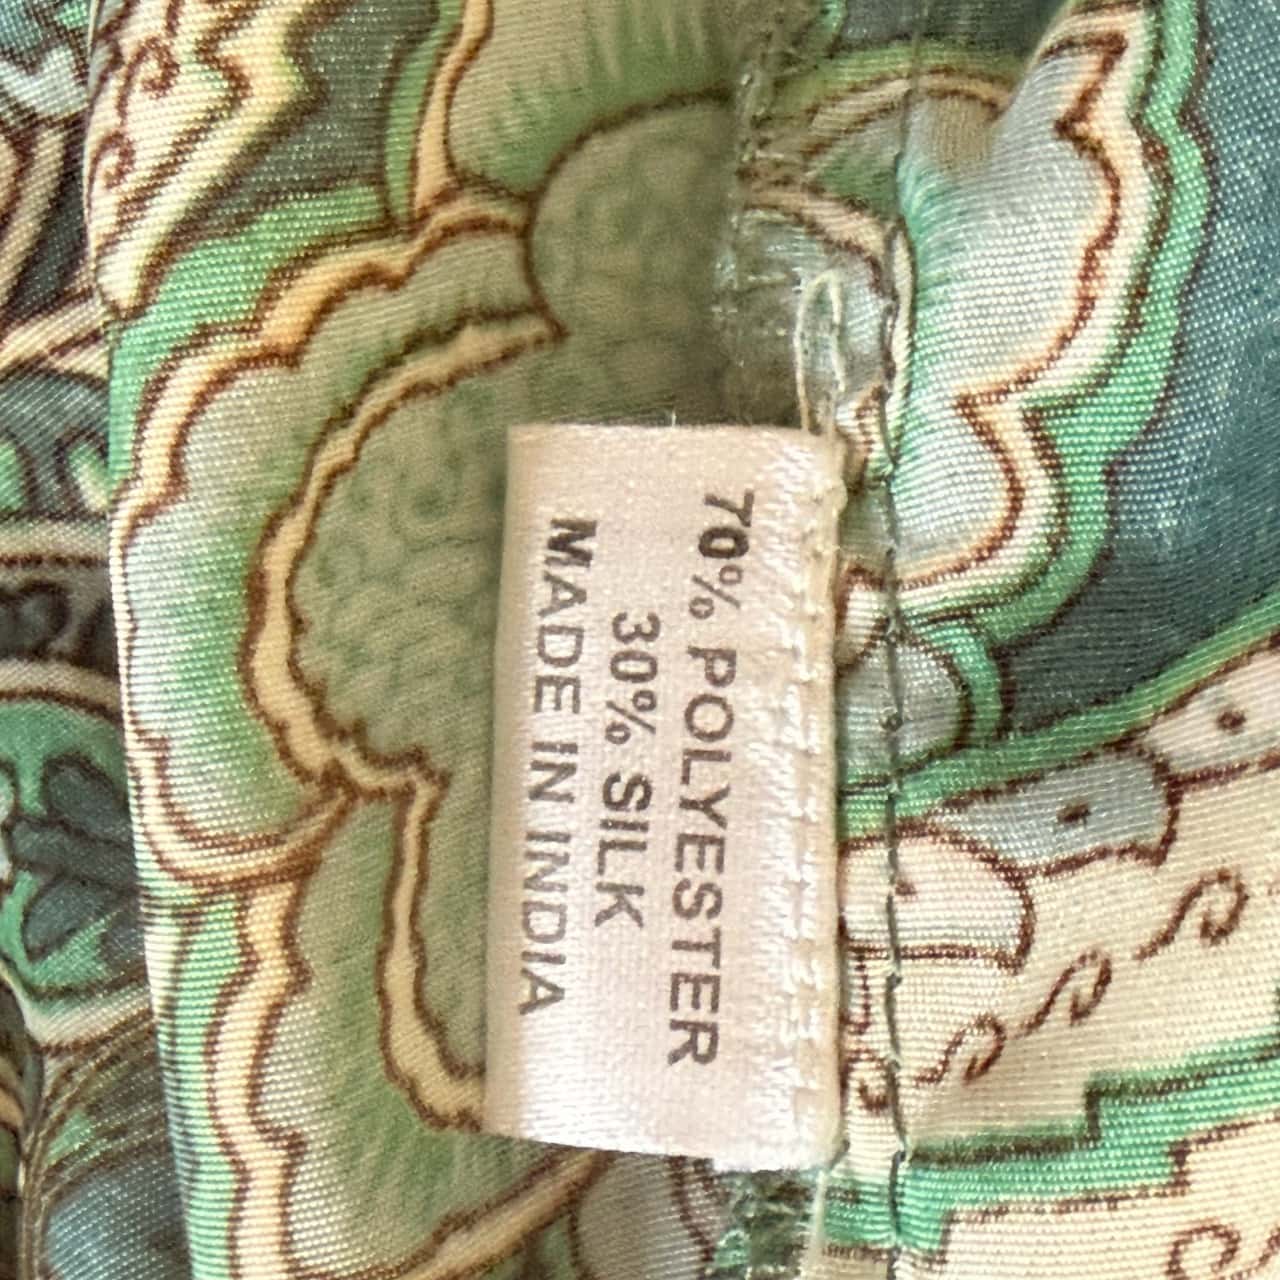 70% POLYESTER
30% SILK
MADE IN INDIA